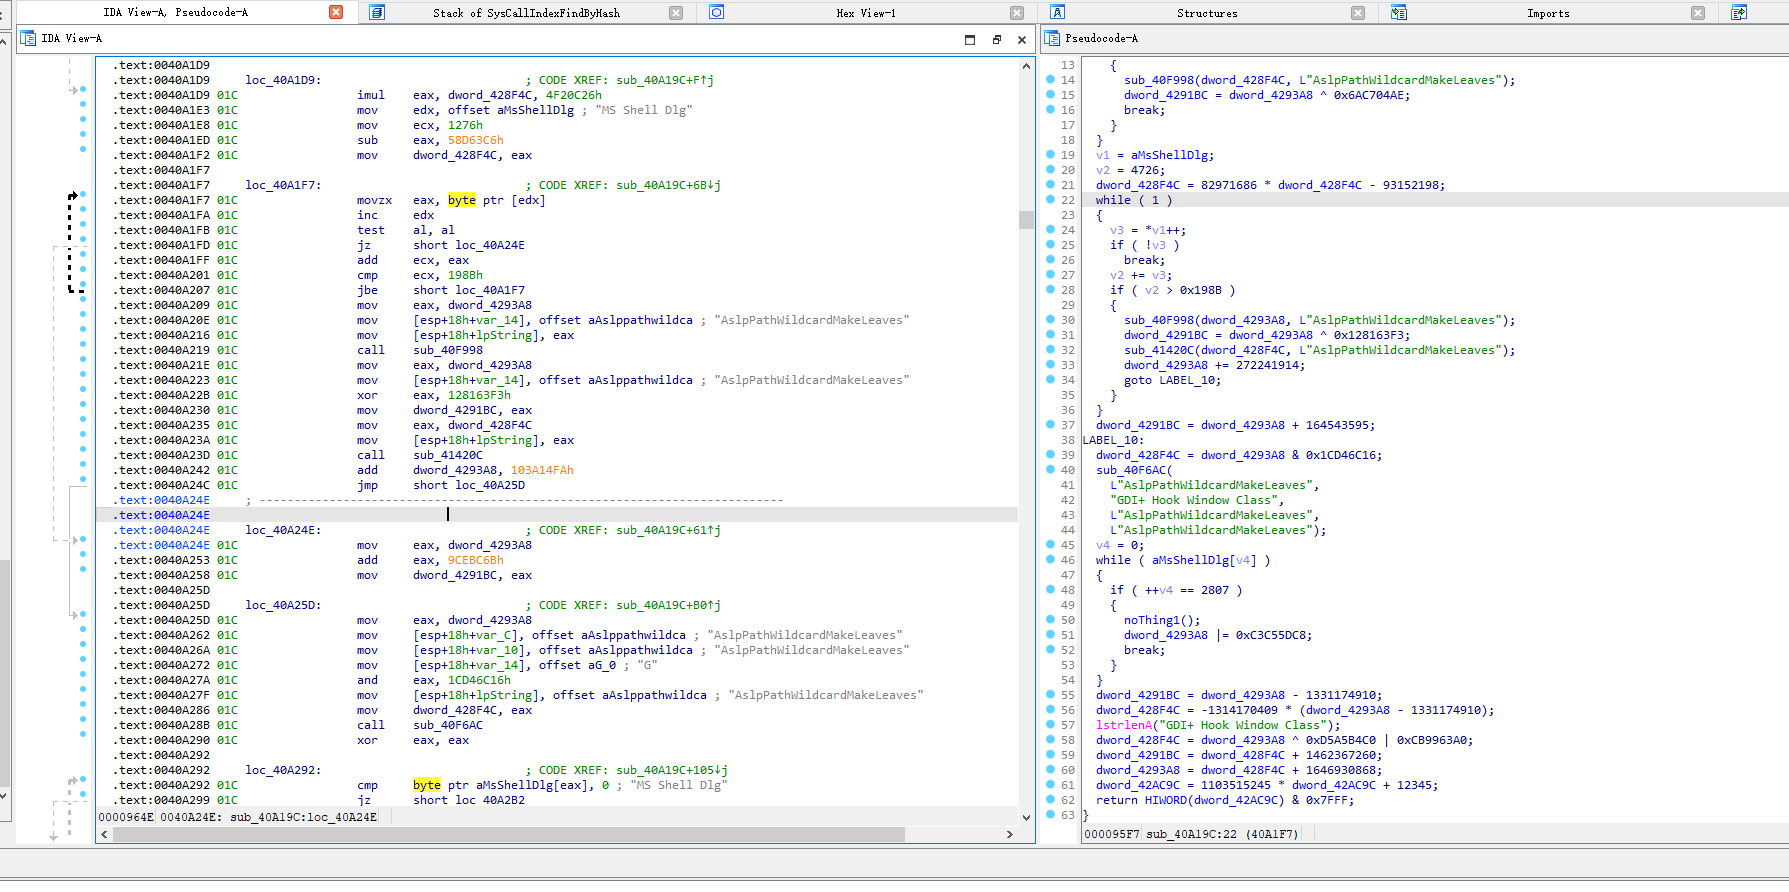 IDA View-A, Pseudocode-A
Stack of SysCallIndexFindByHash
Hex View-1
Structures
Imports
IDA View-A
.text:0040A1D9
.text:0040A1D9 loc_40A1D9: ; CODE XREF: sub_40A19C+F↑j
.text:0040A1D9 01C imul eax, dword_428F4C, 4F20C26h
.text:0040A1E3 01C mov edx, offset aMsShellDlg ; "MS Shell Dlg"
.text:0040A1E8 01C mov ecx, 1276h
.text:0040A1ED 01C sub eax, 58D63C6h
.text:0040A1F2 01C mov dword_428F4C, eax
.text:0040A1F7
.text:0040A1F7 loc_40A1F7: ; CODE XREF: sub_40A19C+6B↓j
.text:0040A1F7 01C movzx eax, byte ptr [edx]
.text:0040A1FA 01C inc edx
.text:0040A1FB 01C test al, al
.text:0040A1FD 01C jz short loc_40A24E
.text:0040A1FF 01C add ecx, eax
.text:0040A201 01C cmp ecx, 198Bh
.text:0040A207 01C jbe short loc_40A1F7
.text:0040A209 01C mov eax, dword_4293A8
.text:0040A20E 01C mov [esp+18h+var_14], offset aAslppathwildca ; "AslpPathWildcardMakeLeaves"
.text:0040A216 01C mov [esp+18h+lpString], eax
.text:0040A219 01C call sub_40F998
.text:0040A21E 01C mov eax, dword_4293A8
.text:0040A223 01C mov [esp+18h+var_14], offset aAslppathwildca ; "AslpPathWildcardMakeLeaves"
.text:0040A22B 01C xor eax, 128163F3h
.text:0040A230 01C mov dword_4291BC, eax
.text:0040A235 01C mov eax, dword_428F4C
.text:0040A23A 01C mov [esp+18h+lpString], eax
.text:0040A23D 01C call sub_41420C
.text:0040A242 01C add dword_4293A8, 103A14FAh
.text:0040A24C 01C jmp short loc_40A25D
.text:0040A24E ; ---------------------------------------------------------------------------
.text:0040A24E
.text:0040A24E loc_40A24E: ; CODE XREF: sub_40A19C+61↑j
.text:0040A24E 01C mov eax, dword_4293A8
.text:0040A253 01C add eax, 9CEBC6Bh
.text:0040A258 01C mov dword_4291BC, eax
.text:0040A25D
.text:0040A25D loc_40A25D: ; CODE XREF: sub_40A19C+B0↑j
.text:0040A25D 01C mov eax, dword_4293A8
.text:0040A262 01C mov [esp+18h+var_C], offset aAslppathwildca ; "AslpPathWildcardMakeLeaves"
.text:0040A26A 01C mov [esp+18h+var_10], offset aAslppathwildca ; "AslpPathWildcardMakeLeaves"
.text:0040A272 01C mov [esp+18h+var_14], offset aG_0 ; "G"
.text:0040A27A 01C and eax, 1CD46C16h
.text:0040A27F 01C mov [esp+18h+lpString], offset aAslppathwildca ; "AslpPathWildcardMakeLeaves"
.text:0040A286 01C mov dword_428F4C, eax
.text:0040A28B 01C call sub_40F6AC
.text:0040A290 01C xor eax, eax
.text:0040A292
.text:0040A292 loc_40A292: ; CODE XREF: sub_40A19C+105↓j
.text:0040A292 01C cmp byte ptr aMsShellDlg[eax], 0 ; "MS Shell Dlg"
.text:0040A299 01C jz short loc_40A2B2
0000964E 0040A24E: sub_40A19C:loc_40A24E
Pseudocode-A
13 {
14 sub_40F998(dword_428F4C, L"AslpPathWildcardMakeLeaves");
15 dword_4291BC = dword_4293A8 ^ 0x6AC704AE;
16 break;
17 }
18 }
19 v1 = aMsShellDlg;
20 v2 = 4726;
21 dword_428F4C = 82971686 * dword_428F4C - 93152198;
22 while ( 1 )
23 {
24 v3 = *v1++;
25 if ( !v3 )
26 break;
27 v2 += v3;
28 if ( v2 > 0x198B )
29 {
30 sub_40F998(dword_4293A8, L"AslpPathWildcardMakeLeaves");
31 dword_4291BC = dword_4293A8 ^ 0x128163F3;
32 sub_41420C(dword_428F4C, L"AslpPathWildcardMakeLeaves");
33 dword_4293A8 += 272241914;
34 goto LABEL_10;
35 }
36 }
37 dword_4291BC = dword_4293A8 + 164543595;
38 LABEL_10:
39 dword_428F4C = dword_4293A8 & 0x1CD46C16;
40 sub_40F6AC(
41 L"AslpPathWildcardMakeLeaves",
42 "GDI+ Hook Window Class",
43 L"AslpPathWildcardMakeLeaves",
44 L"AslpPathWildcardMakeLeaves");
45 v4 = 0;
46 while ( aMsShellDlg[v4] )
47 {
48 if ( ++v4 == 2807 )
49 {
50 noThing1();
51 dword_4293A8 |= 0xC3C55DC8;
52 break;
53 }
54 }
55 dword_4291BC = dword_4293A8 - 1331174910;
56 dword_428F4C = -1314170409 * (dword_4293A8 - 1331174910);
57 lstrlenA("GDI+ Hook Window Class");
58 dword_428F4C = dword_4293A8 ^ 0xD5A5B4C0 | 0xCB9963A0;
59 dword_4291BC = dword_428F4C + 1462367260;
60 dword_4293A8 = dword_428F4C + 1646930868;
61 dword_42AC9C = 1103515245 * dword_42AC9C + 12345;
62 return HIWORD(dword_42AC9C) & 0x7FFF;
63 }
000095F7 sub_40A19C:22 (40A1F7)